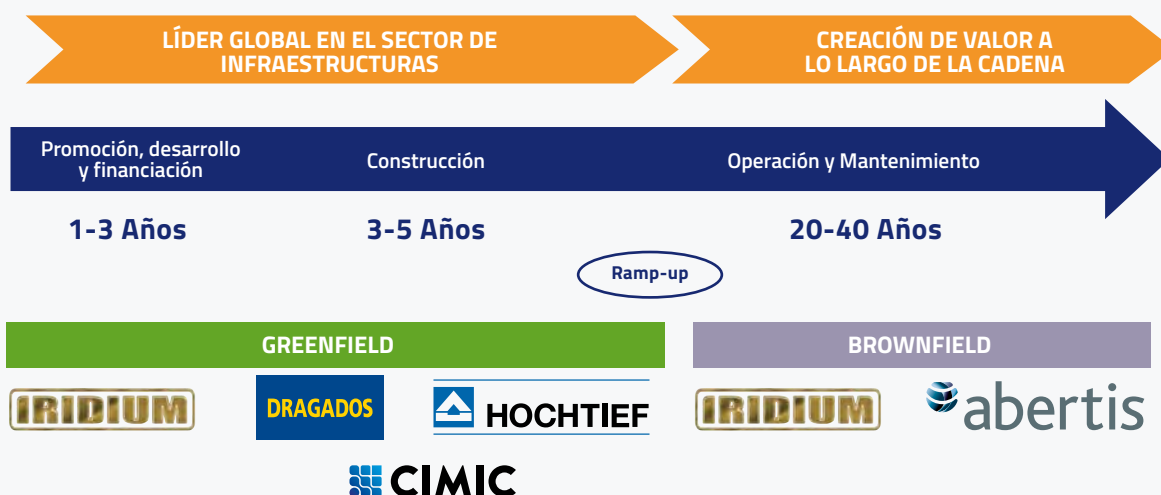 LÍDER GLOBAL EN EL SECTOR DE
INFRAESTRUCTURAS
CREACIÓN DE VALOR A
LO LARGO DE LA CADENA
Promoción, desarrollo
y financiación
Construcción
Operación y Mantenimiento
1-3 Años
3-5 Años
20-40 Años
Ramp-up
GREENFIELD
BROWNFIELD
IRIDIUM
DRAGADOS
HOCHTIEF
IRIDIUM
abertis
CIMIC